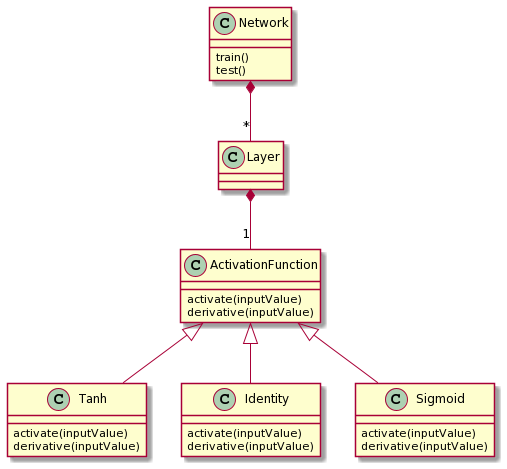 C Network
train()
test()
*
C Layer
1
C ActivationFunction
activate(inputValue)
derivative(inputValue)
C Tanh
activate(inputValue)
derivative(inputValue)
C Identity
activate(inputValue)
derivative(inputValue)
C Sigmoid
activate(inputValue)
derivative(inputValue)